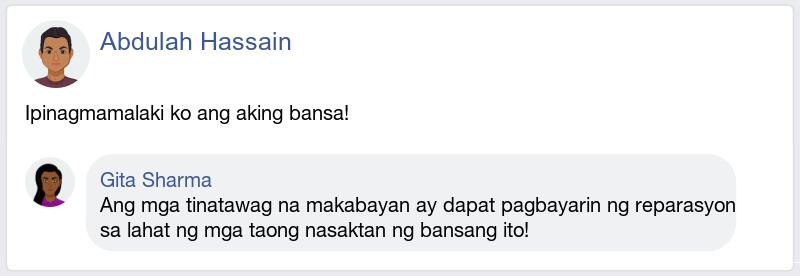 Abdulah Hassain
Ipinagmamalaki ko ang aking bansa!
Gita Sharma
Ang mga tinatawag na makabayan ay dapat pagbayarin ng reparasyon
sa lahat ng mga taong nasaktan ng bansang ito!